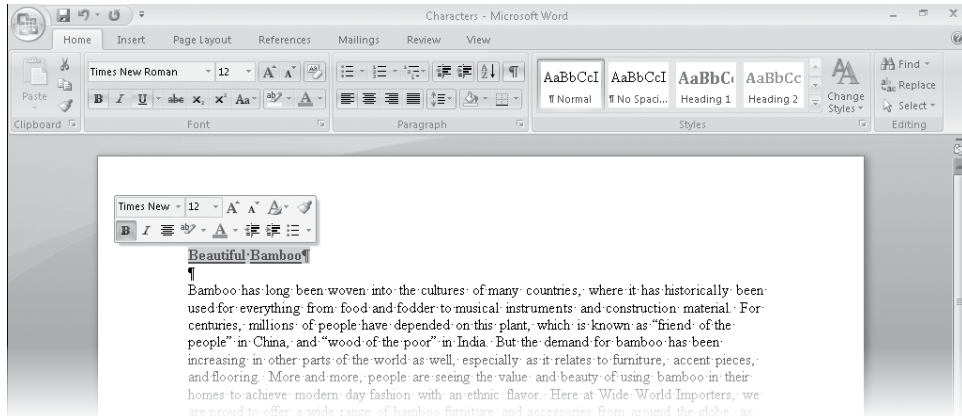 Characters - Microsoft Word
Home Insert Page Layout References Mailings Review View
Times New Roman 12 A A
Paste
B I U abc x₂ x² Aa ab A
AaBbCcI AaBbCcI AaBbC AaBbCc
¶ Normal ¶ No Spaci... Heading 1 Heading 2
Change
Styles
Find
Replace
Select
Clipboard Font Paragraph Styles Editing
Times New 12 A A A
B I ab A
Beautiful·Bamboo¶
¶
Bamboo·has·long·been·woven·into·the·cultures·of·many·countries,·where·it·has·historically·been·
used·for·everything·from·food·and·fodder·to·musical·instruments·and·construction·material.·For·
centuries,·millions·of·people·have·depended·on·this·plant,·which·is·known·as·“friend·of·the·
people”·in·China,·and·“wood·of·the·poor”·in·India.·But·the·demand·for·bamboo·has·been·
increasing·in·other·parts·of·the·world·as·well,·especially·as·it·relates·to·furniture,·accent·pieces,·
and·flooring.·More·and·more,·people·are·seeing·the·value·and·beauty·of·using·bamboo·in·their·
homes·to·achieve·modern·day·fashion·with·an·ethnic·flavor.·Here·at·Wide·World·Importers,·we·
are·proud·to·offer·a·wide·range·of·bamboo·furniture·and·accessories·from·around·the·globe,·as·